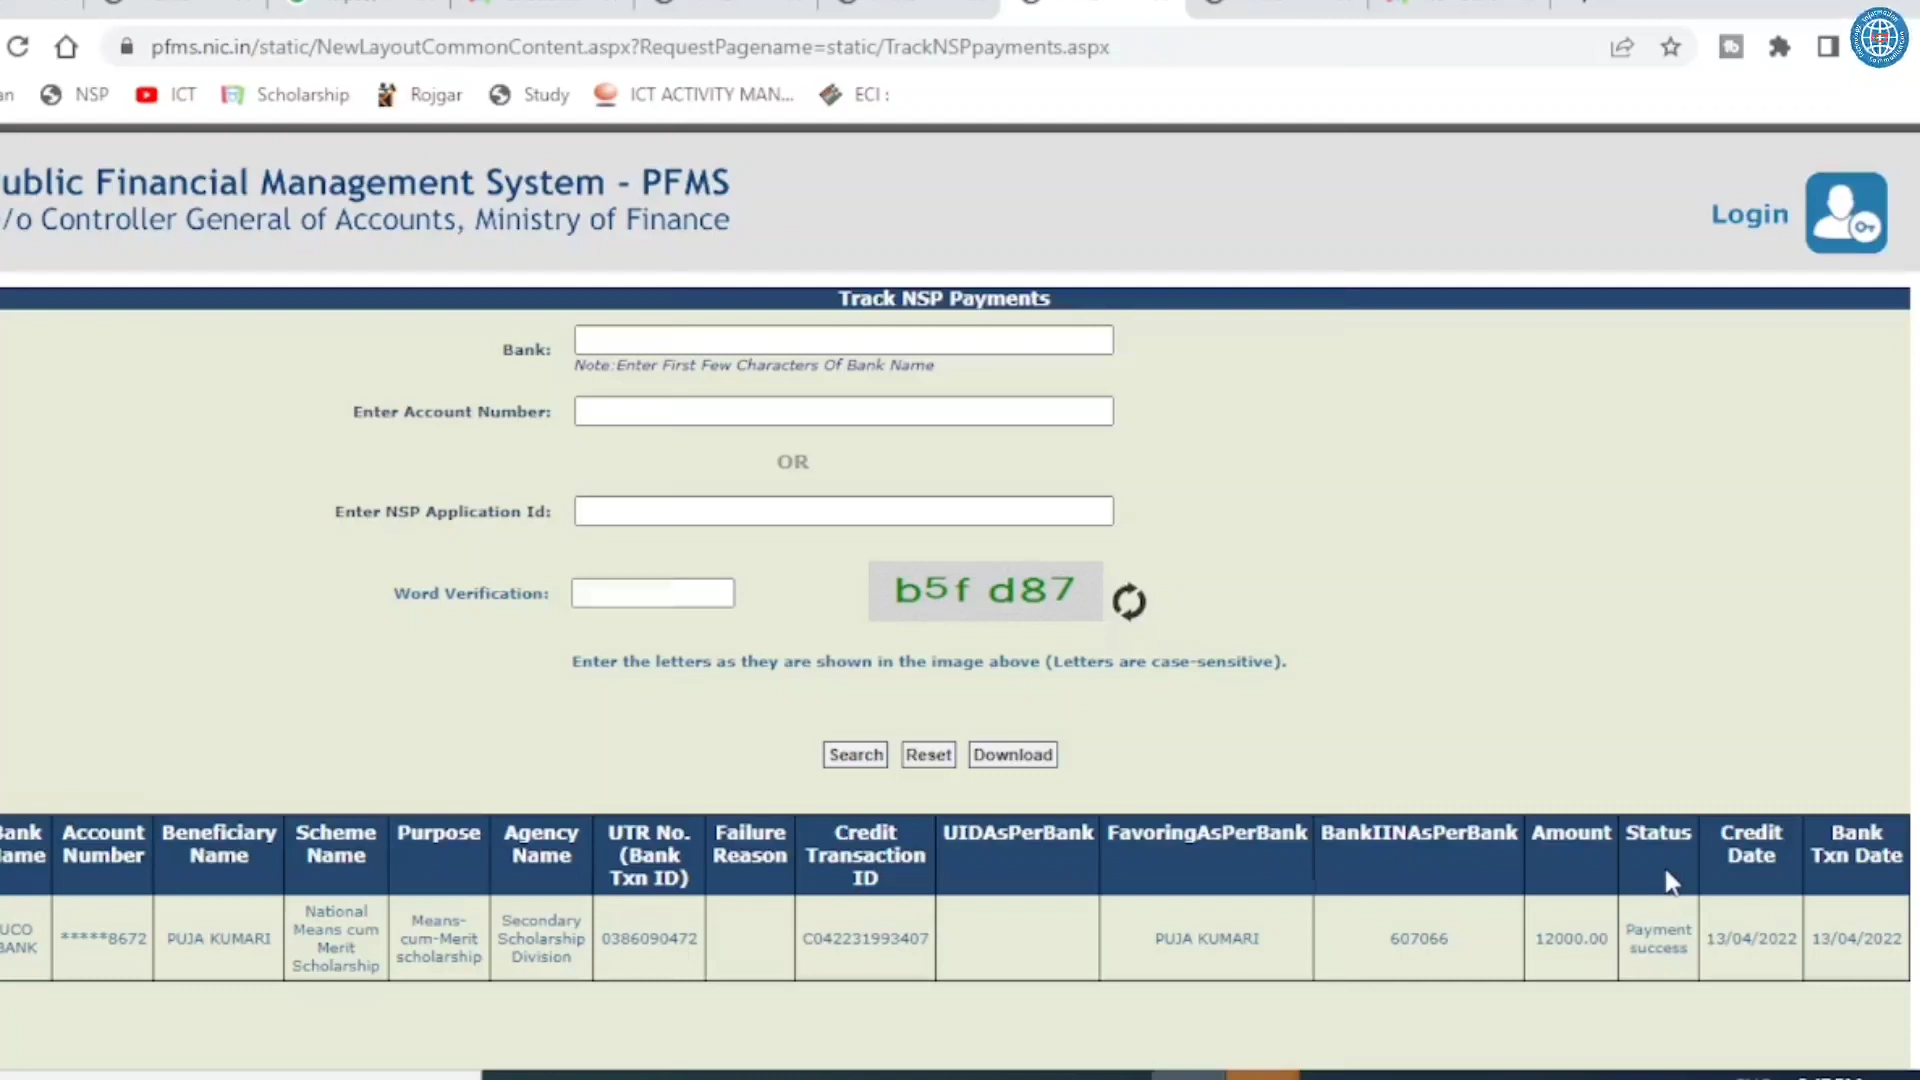 pfms.nic.in/static/NewLayoutCommonContent.aspx?RequestPagename=static/TrackNSPpayments.aspx
NSP ICT Scholarship Rojgar Study ICT ACTIVITY MAN... ECI :
ublic Financial Management System - PFMS
/o Controller General of Accounts, Ministry of Finance
Login
Track NSP Payments
Bank:
Note:Enter First Few Characters Of Bank Name
Enter Account Number:
OR
Enter NSP Application Id:
Word Verification:
b5f d87
Enter the letters as they are shown in the image above (Letters are case-sensitive).
Search Reset Download
Bank Account Beneficiary Scheme Purpose Agency UTR No. Failure Credit UIDAsPerBank FavoringAsPerBank BankIINAsPerBank Amount Status Credit Bank
Name Number Name Name Name (Bank Reason Transaction Date Txn Date
Txn ID) ID
National
UCO Means cum Means- Secondary Payment
BANK *****8672 PUJA KUMARI Merit cum-Merit Scholarship 0386090472 C042231993407 PUJA KUMARI 607066 12000.00 success 13/04/2022 13/04/2022
Scholarship scholarship Division